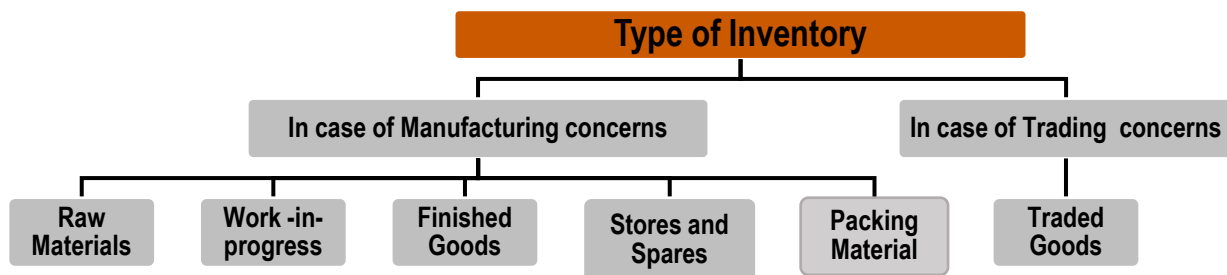 Type of Inventory
In case of Manufacturing concerns
In case of Trading concerns
Raw
Materials
Work -in-
progress
Finished
Goods
Stores and
Spares
Packing
Material
Traded
Goods